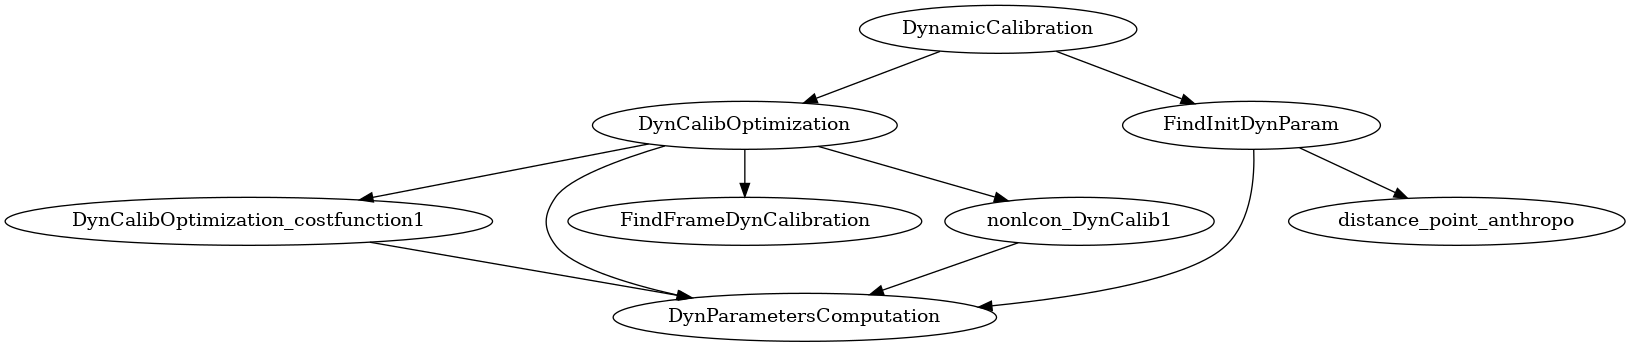 DynamicCalibration
DynCalibOptimization
FindInitDynParam
DynCalibOptimization_costfunction1
FindFrameDynCalibration
nonlcon_DynCalib1
distance_point_anthropo
DynParametersComputation